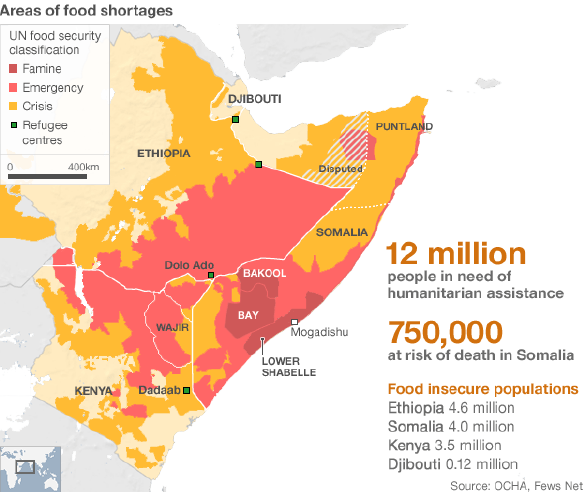 Areas of food shortages
UN food security
classification
Famine
Emergency
Crisis
Refugee
centres
0 400km
DJIBOUTI
ETHIOPIA
PUNTLAND
Disputed
SOMALIA
Dolo Ado
BAKOOL
BAY
WAJIR
Mogadishu
LOWER
SHABELLE
KENYA
Dadaab
12 million
people in need of
humanitarian assistance
750,000
at risk of death in Somalia
Food insecure populations
Ethiopia 4.6 million
Somalia 4.0 million
Kenya 3.5 million
Djibouti 0.12 million
Source: OCHA, Fews Net